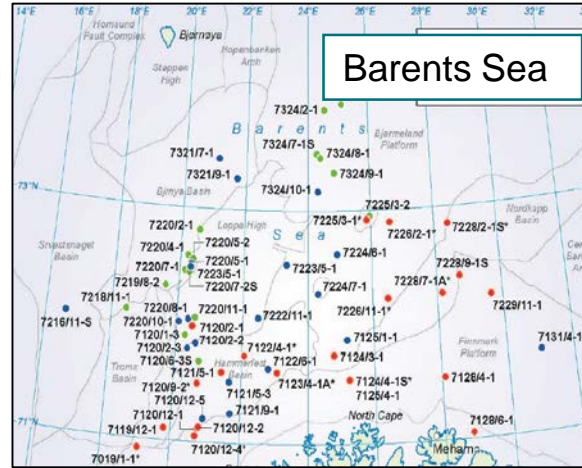 14°E
16°E
18°E
20°E
22°E
24°E
26°E
28°E
30°E
32°E
Barents Sea
Hornsund
Fault Complex
Bjørnøya
Hopenbanken
Arch
Stappen
High
7324/2-1
Barents
7324/7-1S
7324/8-1
Bjarmeland
Platform
7321/7-1
7324/9-1
7321/9-1
7324/10-1
73°N
Bjørnya Basin
7225/3-2
7225/3-1*
7226/2-1*
7228/2-1S*
Nordkapp
Basin
7220/2-1
Loppa High
Sea
Basin
7220/4-1
7220/5-2
7220/5-1
7224/6-1
7220/7-1
7223/5-1
7223/5-1
7228/9-1S
7219/8-2
7220/7-2S
7228/7-1A*
7218/11-1
7224/7-1
7229/11-1
7216/11-S
7220/8-1
7220/11-1
7222/11-1
7226/11-1*
7220/10-1
7120/2-1
7120/1-3
7120/2-2
7125/1-1
Finnmark
Platform
7131/4-1
7120/2-3
7122/4-1*
7124/3-1
7120/6-3S
Hammerfest
Basin
7122/6-1
Basin
7121/5-1
7123/4-1A*
7124/4-1S*
7128/4-1
7120/9-2*
7121/5-3
7125/4-1
7120/12-5
71°N
7120/12-1
7121/9-1
North Cape
7119/12-1
7120/12-2
7128/6-1
7019/1-1*
7120/12-4*
Mehamn